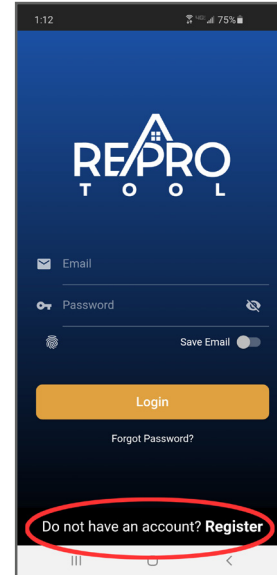 1:12 75%
REPRO
TOOL
Email
Password
Save Email
Login
Forgot Password?
Do not have an account? Register